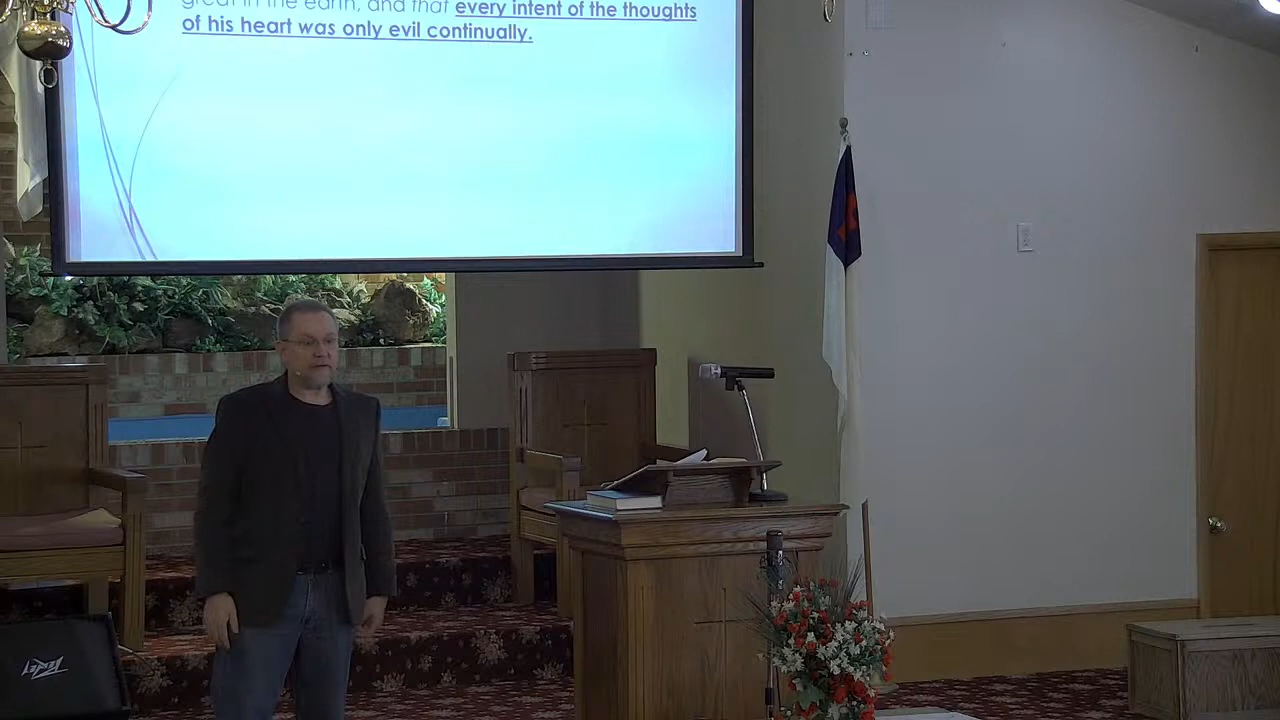 great in the earth, and that every intent of the thoughts
of his heart was only evil continually.